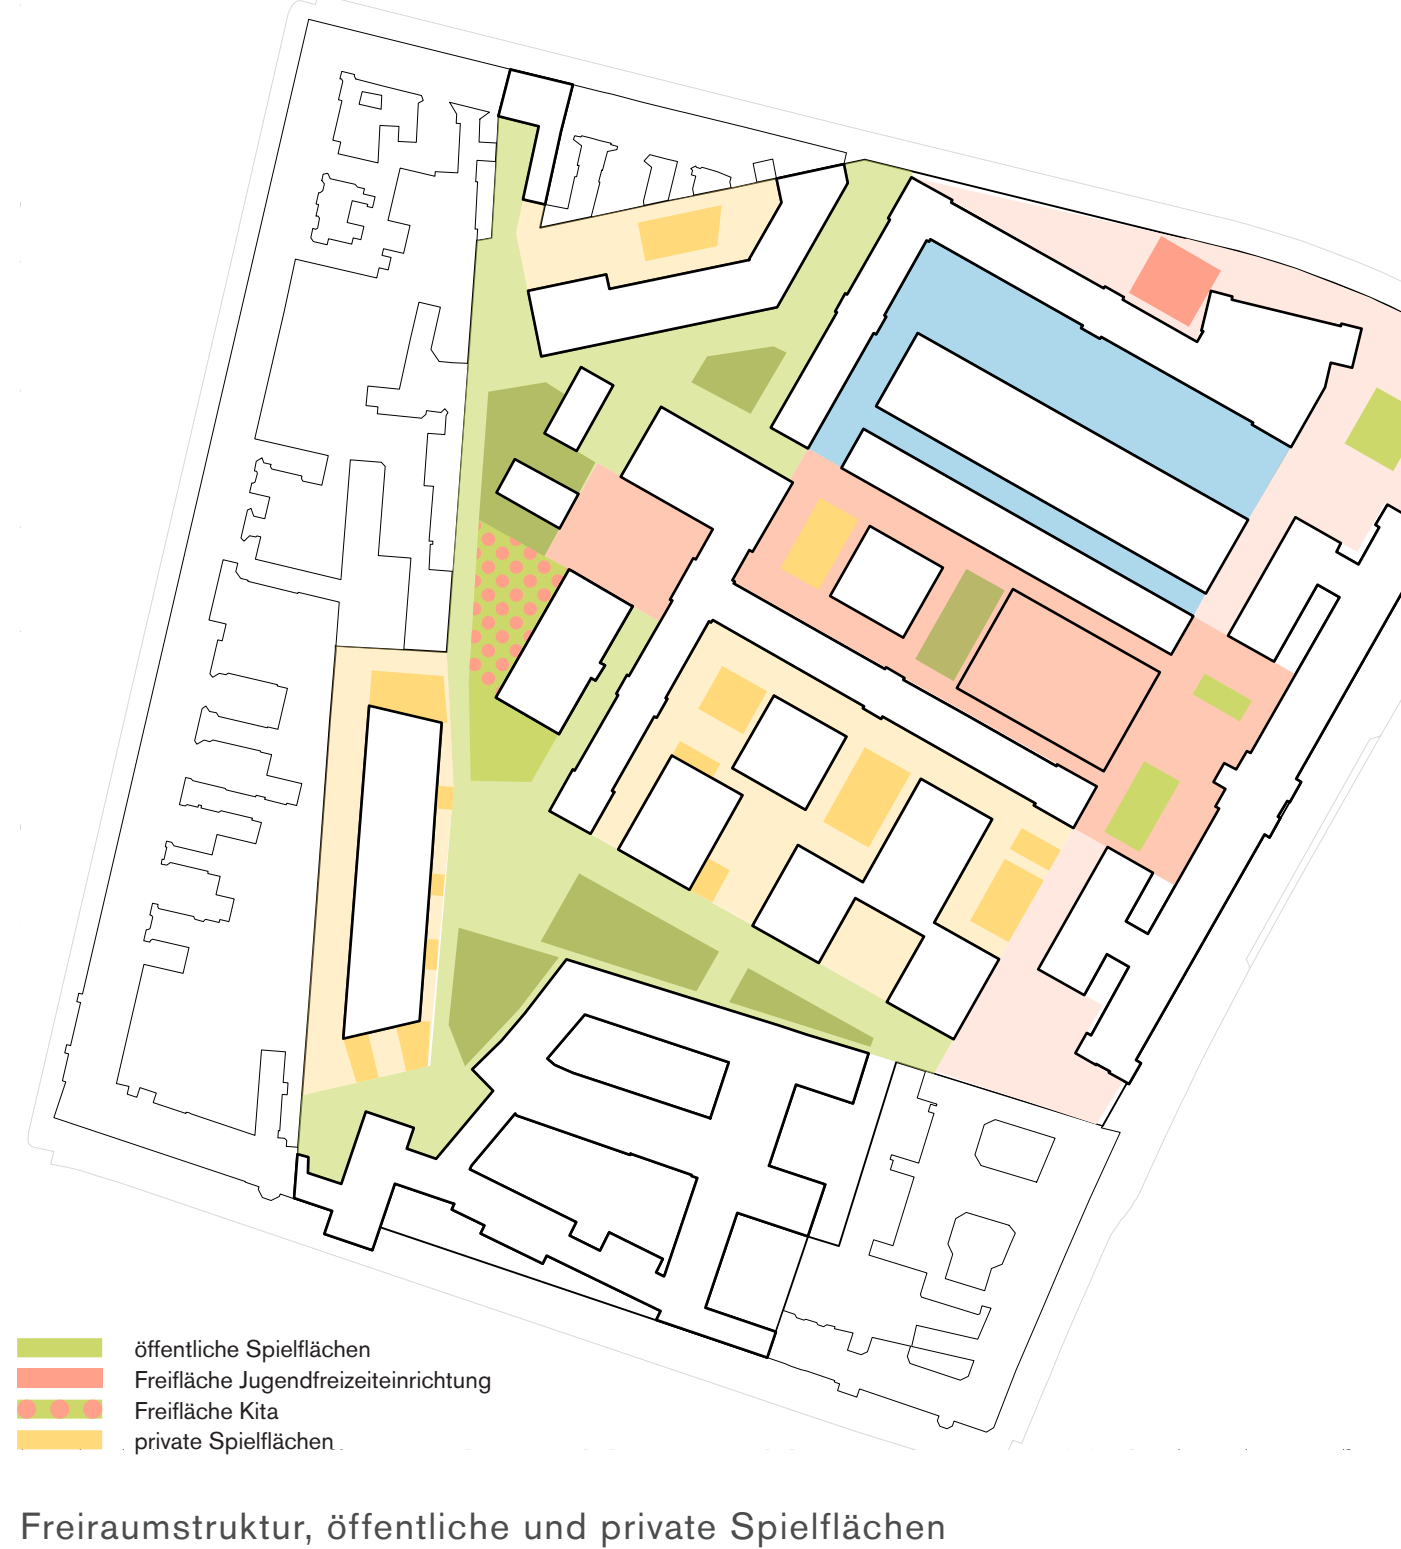 öffentliche Spielflächen
Freifläche Jugendfreizeiteinrichtung
Freifläche Kita
private Spielflächen
Freiraumstruktur, öffentliche und private Spielflächen